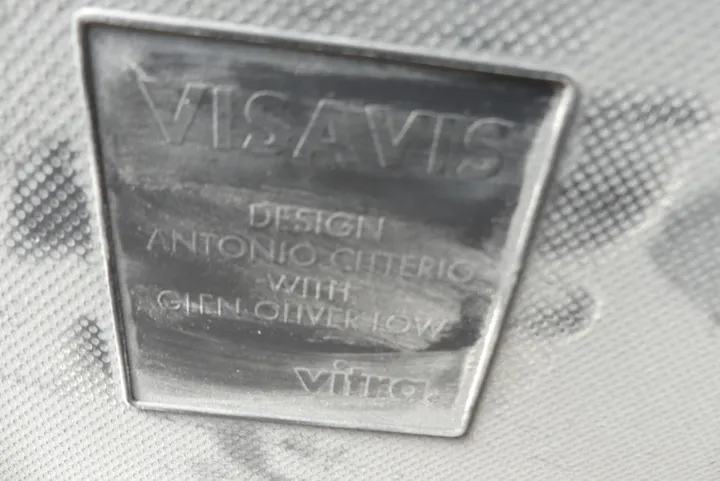 VISAVIS
DESIGN
ANTONIO CITTERIO
WITH
GLEN OLIVER LOW
vitra.